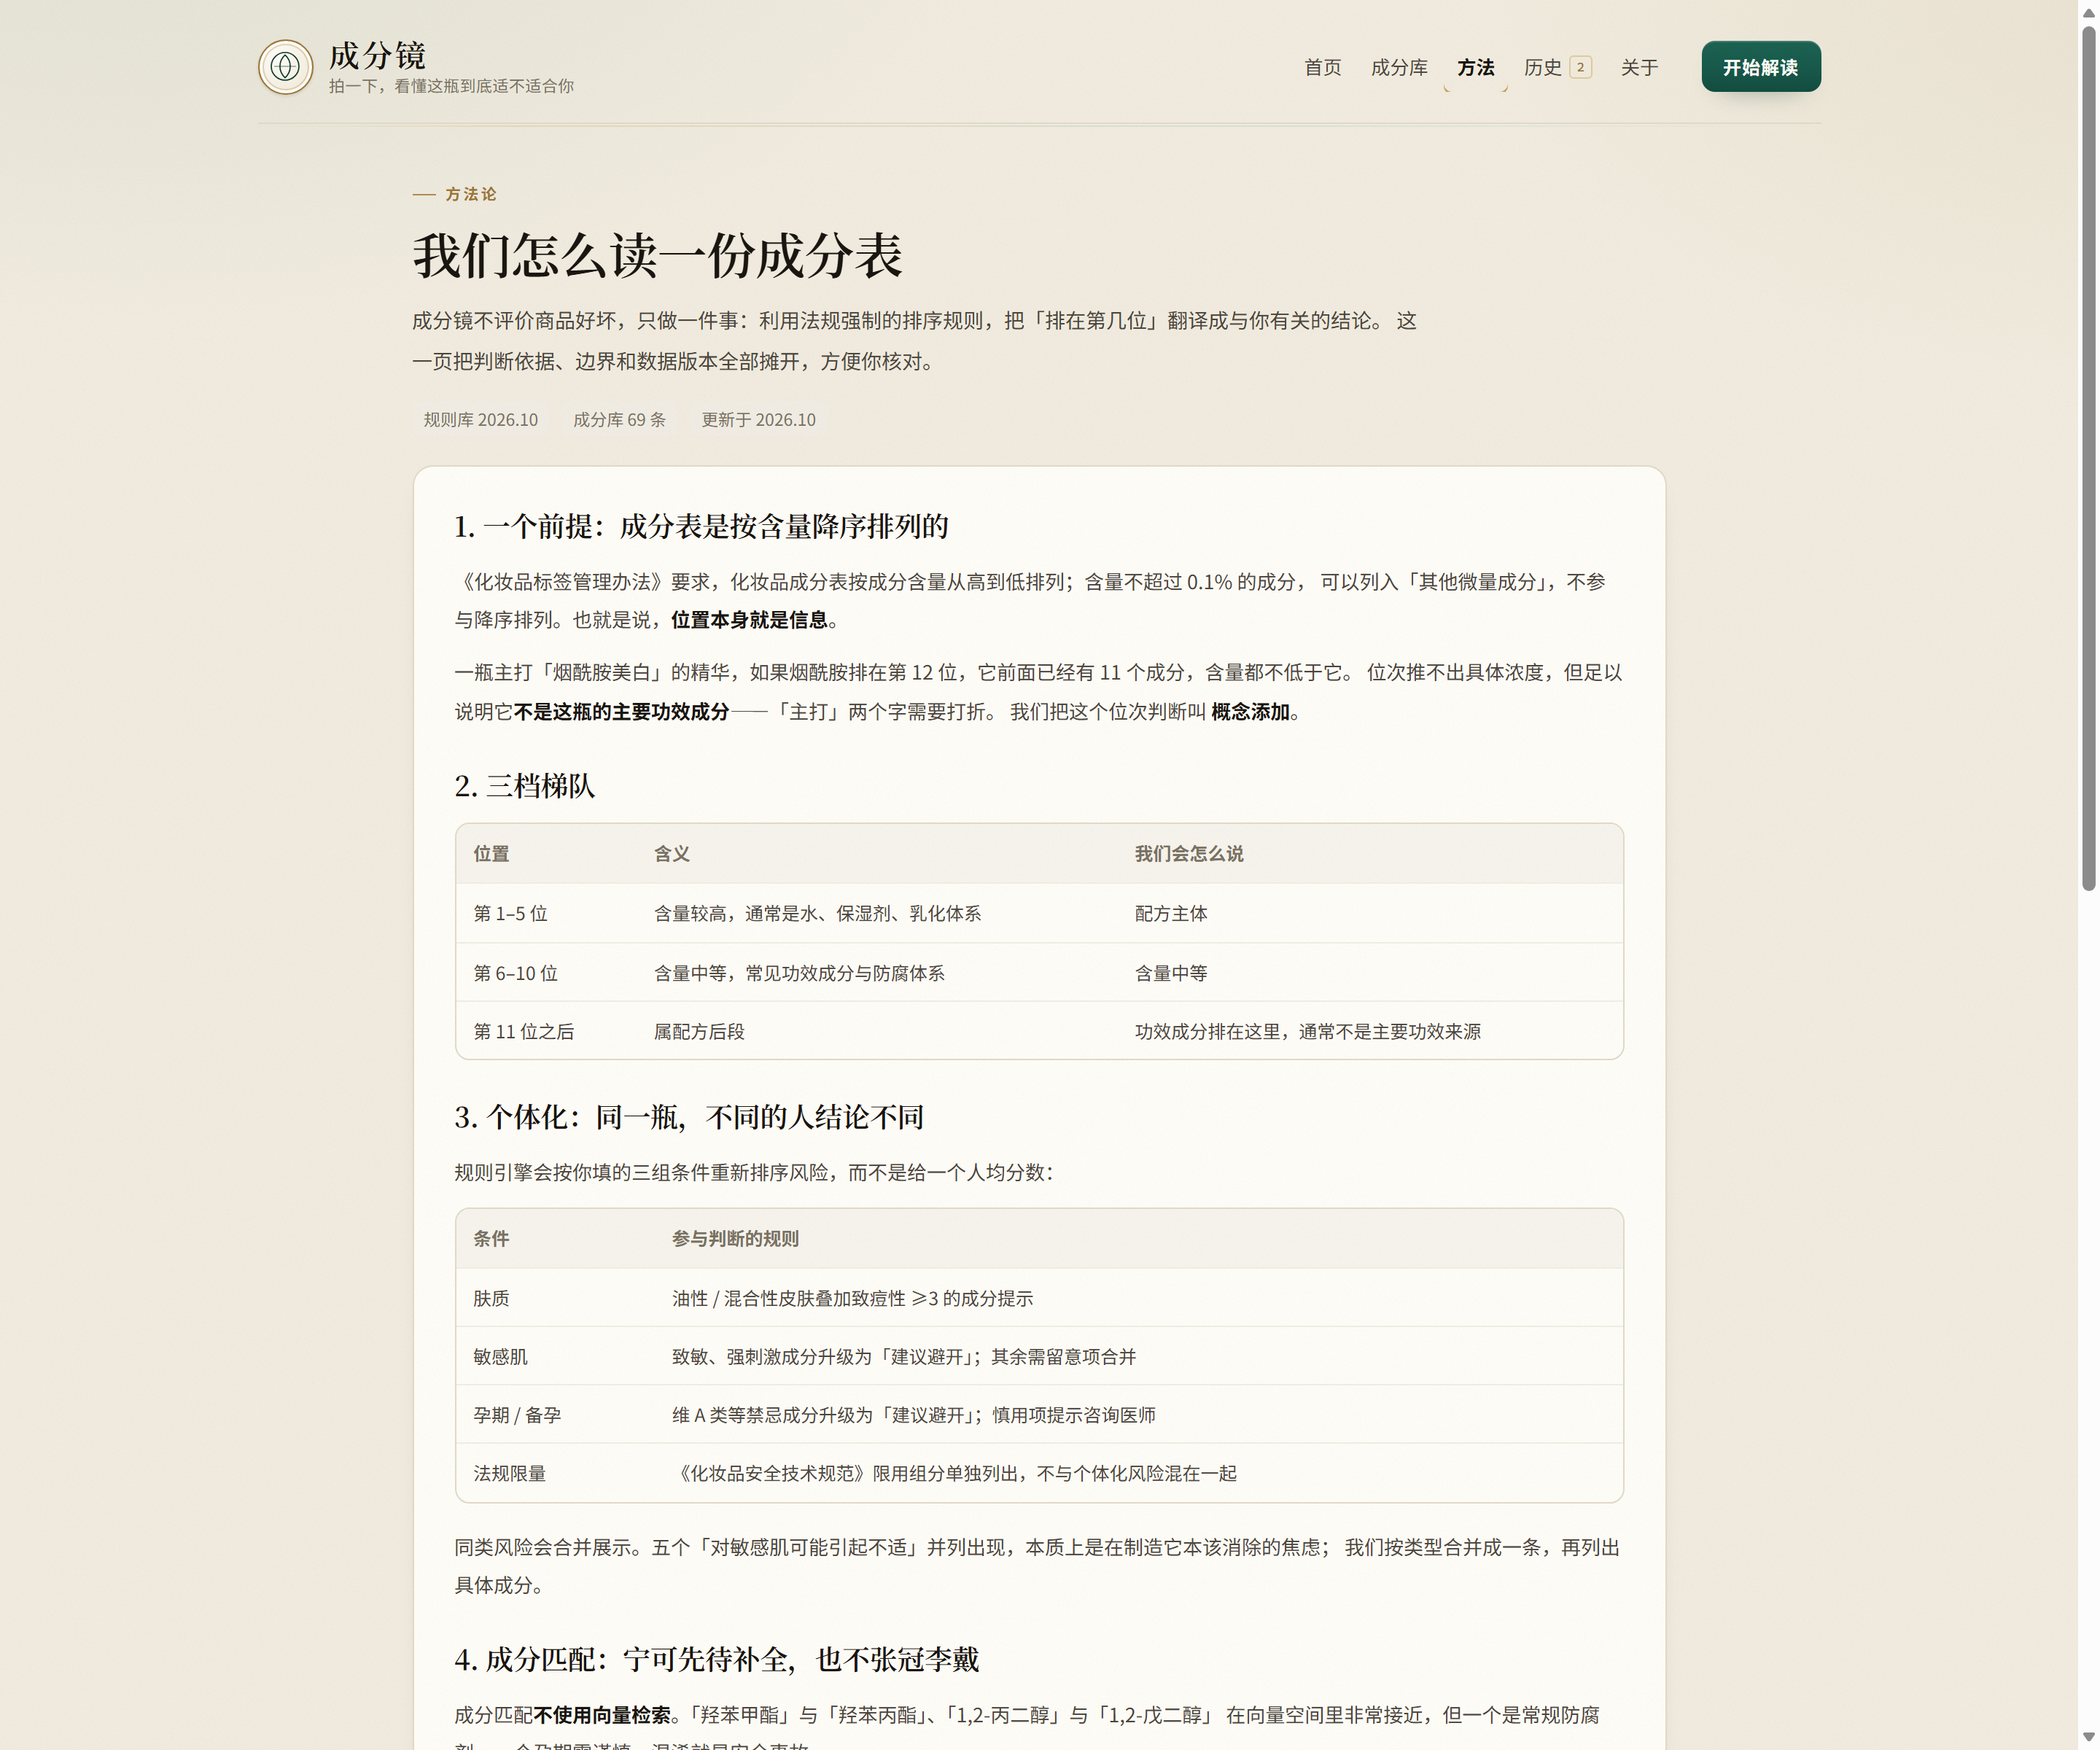 成分镜
拍一下，看懂这瓶到底适不适合你
首页 成分库 方法 历史 2 关于 开始解读
方法论
我们怎么读一份成分表
成分镜不评价商品好坏，只做一件事：利用法规强制的排序规则，把「排在第几位」翻译成与你有关的结论。 这
一页把判断依据、边界和数据版本全部摊开，方便你核对。
规则库 2026.10 成分库 69 条 更新于 2026.10
1. 一个前提：成分表是按含量降序排列的
《化妆品标签管理办法》要求，化妆品成分表按成分含量从高到低排列；含量不超过 0.1% 的成分， 可以列入「其他微量成分」，不参
与降序排列。也就是说，位置本身就是信息。
一瓶主打「烟酰胺美白」的精华，如果烟酰胺排在第 12 位，它前面已经有 11 个成分，含量都不低于它。 位次推不出具体浓度，但足以
说明它不是这瓶的主要功效成分——「主打」两个字需要打折。 我们把这个位次判断叫 概念添加。
2. 三档梯队
位置 含义 我们会怎么说
第 1–5 位 含量较高，通常是水、保湿剂、乳化体系 配方主体
第 6–10 位 含量中等，常见功效成分与防腐体系 含量中等
第 11 位之后 属配方后段 功效成分排在这里，通常不是主要功效来源
3. 个体化：同一瓶，不同的人结论不同
规则引擎会按你填的三组条件重新排序风险，而不是给一个人均分数：
条件 参与判断的规则
肤质 油性 / 混合性皮肤叠加致痘性 ≥3 的成分提示
敏感肌 致敏、强刺激成分升级为「建议避开」；其余需留意项合并
孕期 / 备孕 维 A 类等禁忌成分升级为「建议避开」；慎用项提示咨询医师
法规限量 《化妆品安全技术规范》限用组分单独列出，不与个体化风险混在一起
同类风险会合并展示。五个「对敏感肌可能引起不适」并列出现，本质上是在制造它本该消除的焦虑； 我们按类型合并成一条，再列出
具体成分。
4. 成分匹配：宁可先待补全，也不张冠李戴
成分匹配不使用向量检索。「羟苯甲酯」与「羟苯丙酯」、「1,2-丙二醇」与「1,2-戊二醇」 在向量空间里非常接近，但一个是常规防腐